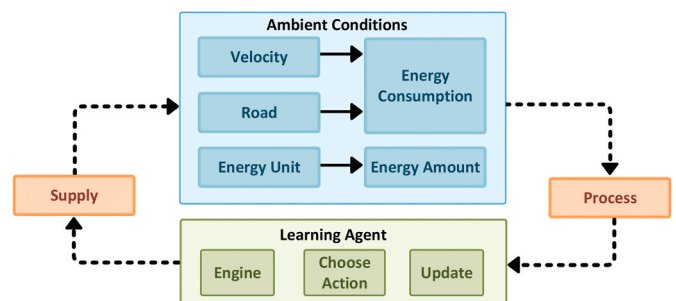 Ambient Conditions
Velocity
Energy
Consumption
Road
Energy Unit
Energy Amount
Supply
Process
Learning Agent
Engine
Choose
Action
Update